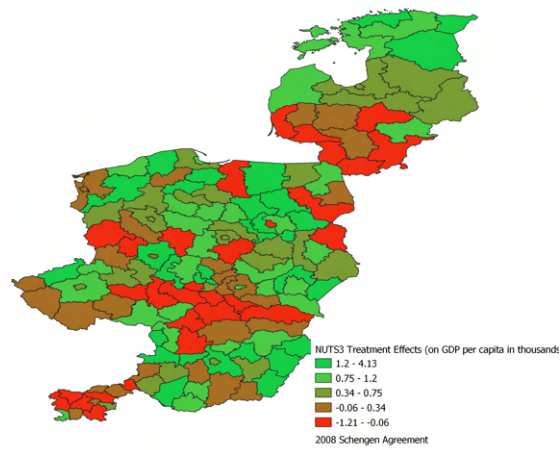 NUTS3 Treatment Effects (on GDP per capita in thousands
1.2 - 4.13
0.75 - 1.2
0.34 - 0.75
-0.06 - 0.34
-1.21 - -0.06
2008 Schengen Agreement